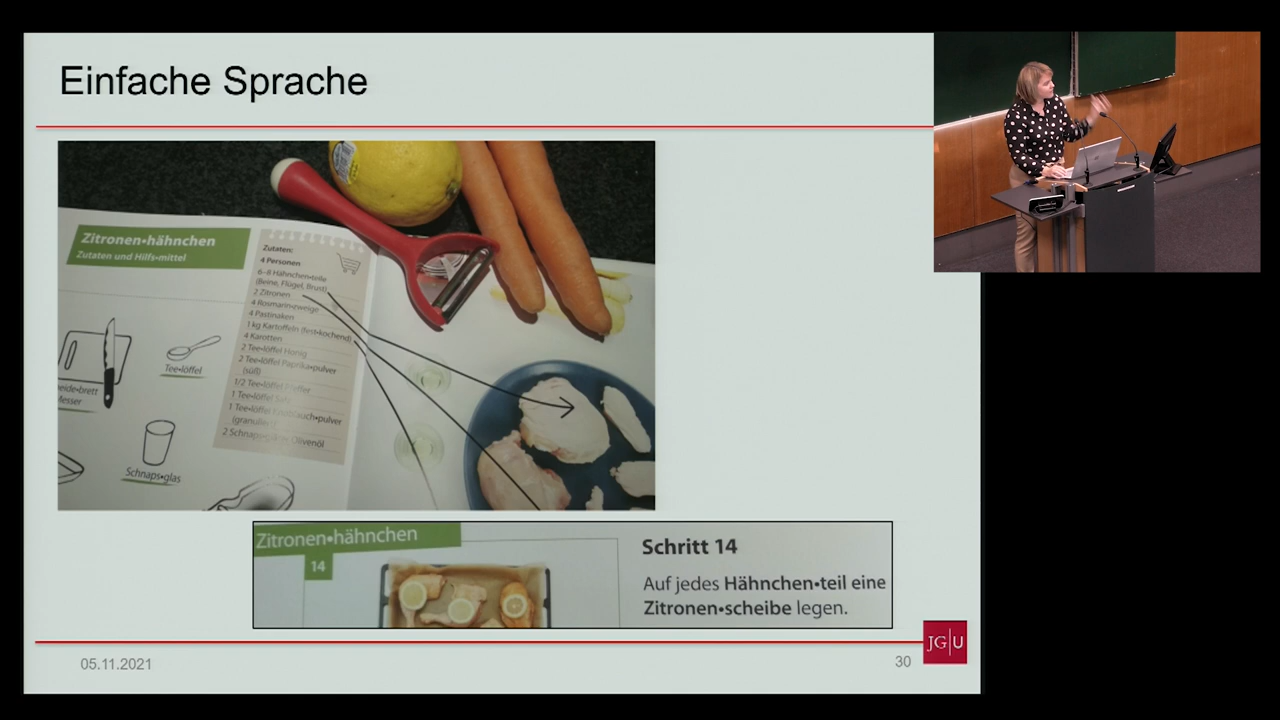 Einfache Sprache
Zitronen•hähnchen
Zutaten und Hilfs•mittel
Zutaten:
4 Personen
6–8 Hähnchen•teile
(Beine, Flügel, Brust)
2 Zitronen
4 Rosmarin•zweige
4 Pastinaken
1 kg Kartoffeln (fest•kochend)
4 Karotten
2 Tee•löffel Honig
2 Tee•löffel Paprika•pulver
(süß)
1/2 Tee•löffel Pfeffer
1 Tee•löffel Salz
1 Tee•löffel
(granuliert)
2 Schnaps•gläser Olivenöl
Tee•löffel
Schnaps•glas
Zitronen•hähnchen
14
Schritt 14
Auf jedes Hähnchen•teil eine
Zitronen•scheibe legen.
05.11.2021
30
JG|U